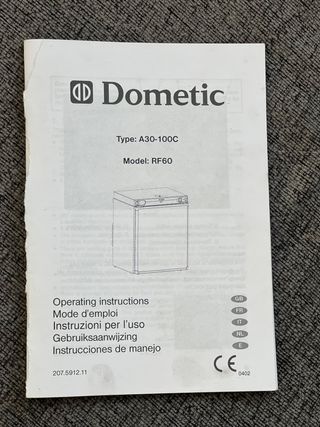 Dometic
Type: A30-100C
Model: RF60
Operating instructions GB
Mode d'emploi FR
Instruzioni per l'uso IT
Gebruiksaanwijzing NL
Instrucciones de manejo E
207.5912.11 CE 0402